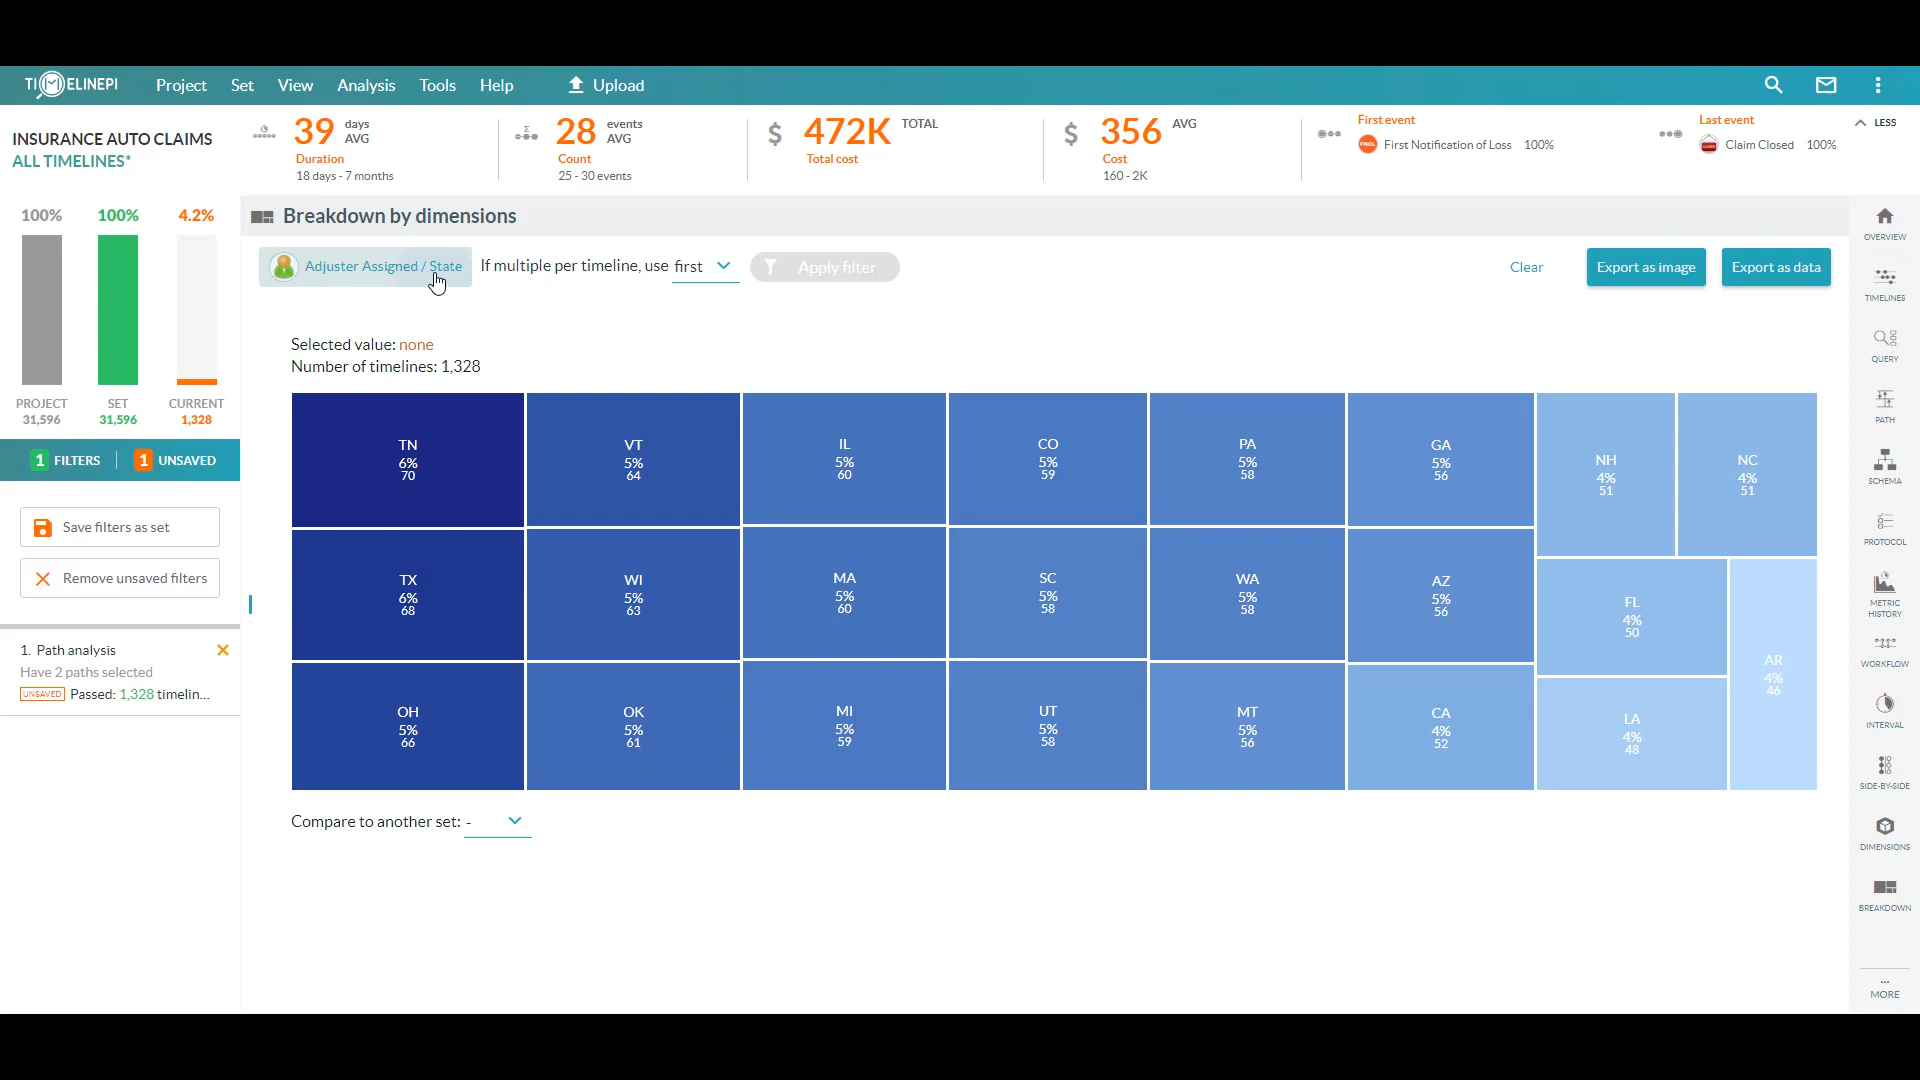 TIMELINEPI
Project
Set
View
Analysis
Tools
Help
Upload
INSURANCE AUTO CLAIMS
ALL TIMELINES*
39 days AVG
Duration
18 days - 7 months
28 events AVG
Count
25 - 30 events
472K TOTAL
Total cost
356 AVG
Cost
160 - 2K
First event
FNOL First Notification of Loss 100%
Last event
Claim Closed 100%
LESS
100% 100% 4.2%
PROJECT SET CURRENT
31,596 31,596 1,328
1 FILTERS 1 UNSAVED
Save filters as set
Remove unsaved filters
1. Path analysis
Have 2 paths selected
UNSAVED Passed: 1,328 timelin...
Breakdown by dimensions
Adjuster Assigned / State If multiple per timeline, use first Apply filter
Clear
Export as image
Export as data
Selected value: none
Number of timelines: 1,328
TN
6%
70
VT
5%
64
IL
5%
60
CO
5%
59
PA
5%
58
GA
5%
56
NH
4%
51
NC
4%
51
TX
6%
68
WI
5%
63
MA
5%
60
SC
5%
58
WA
5%
58
AZ
5%
56
FL
4%
50
AR
4%
46
OH
5%
66
OK
5%
61
MI
5%
59
UT
5%
58
MT
5%
56
CA
4%
52
LA
4%
48
Compare to another set: -
OVERVIEW
TIMELINES
QUERY
PATH
SCHEMA
PROTOCOL
METRIC
HISTORY
WORKFLOW
INTERVAL
SIDE-BY-SIDE
DIMENSIONS
BREAKDOWN
...
MORE